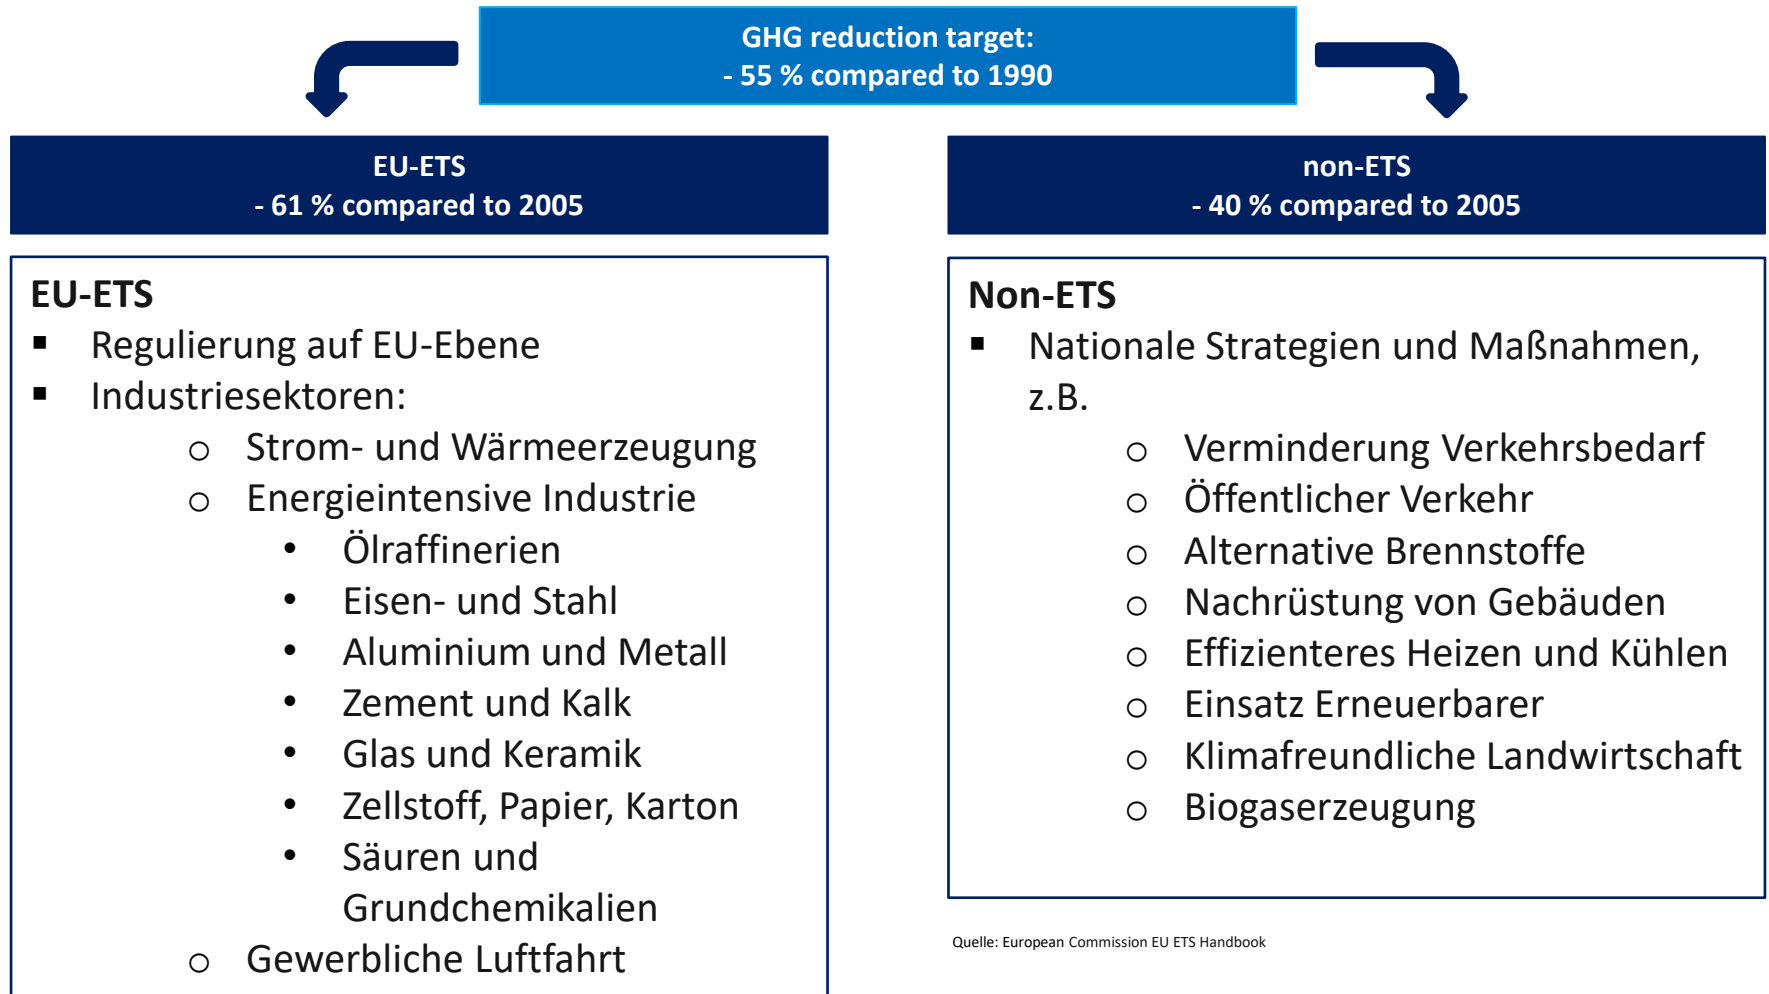 GHG reduction target:
- 55 % compared to 1990
EU-ETS
- 61 % compared to 2005
EU-ETS
▪ Regulierung auf EU-Ebene
▪ Industriesektoren:
o Strom- und Wärmeerzeugung
o Energieintensive Industrie
• Ölraffinerien
• Eisen- und Stahl
• Aluminium und Metall
• Zement und Kalk
• Glas und Keramik
• Zellstoff, Papier, Karton
• Säuren und
Grundchemikalien
o Gewerbliche Luftfahrt
non-ETS
- 40 % compared to 2005
Non-ETS
▪ Nationale Strategien und Maßnahmen,
z.B.
o Verminderung Verkehrsbedarf
o Öffentlicher Verkehr
o Alternative Brennstoffe
o Nachrüstung von Gebäuden
o Effizienteres Heizen und Kühlen
o Einsatz Erneuerbarer
o Klimafreundliche Landwirtschaft
o Biogaserzeugung
Quelle: European Commission EU ETS Handbook